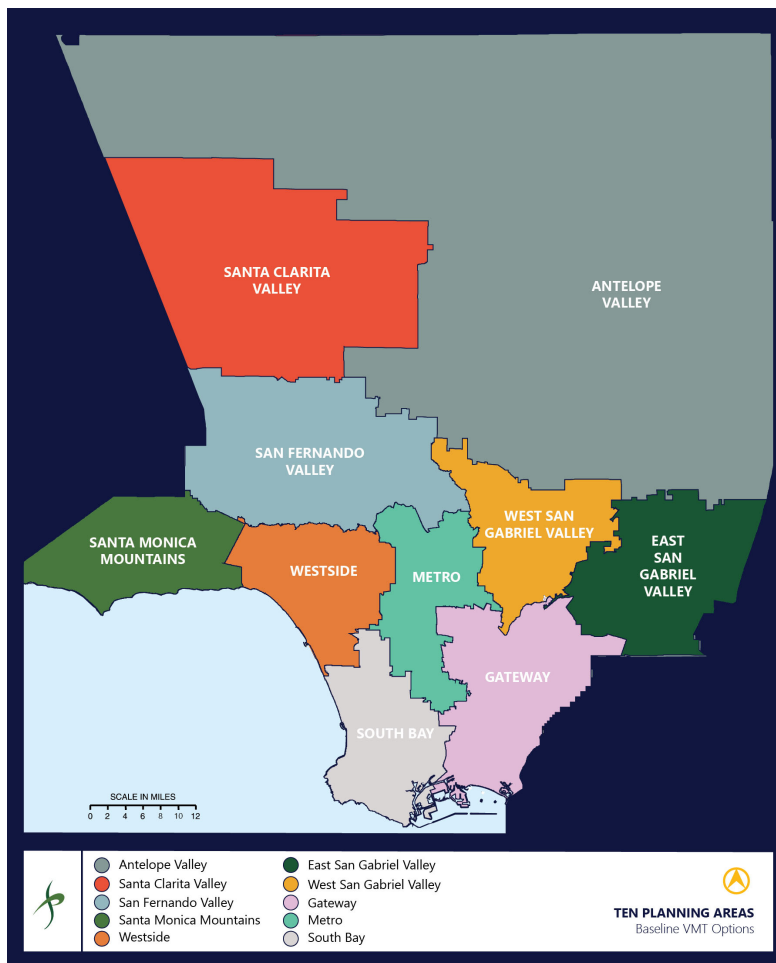 SANTA CLARITA
VALLEY
ANTELOPE
VALLEY
SAN FERNANDO
VALLEY
WEST SAN
GABRIEL VALLEY
SANTA MONICA
MOUNTAINS
EAST
SAN
GABRIEL
VALLEY
WESTSIDE
METRO
GATEWAY
SOUTH BAY
SCALE IN MILES
0 2 4 6 8 10 12
Antelope Valley
Santa Clarita Valley
San Fernando Valley
Santa Monica Mountains
Westside
East San Gabriel Valley
West San Gabriel Valley
Gateway
Metro
South Bay
TEN PLANNING AREAS
Baseline VMT Options